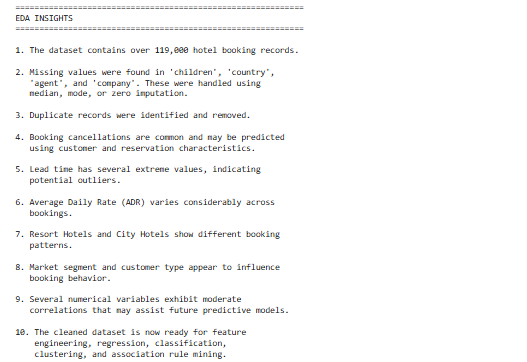 ============================================================
EDA INSIGHTS
============================================================
1. The dataset contains over 119,000 hotel booking records.
2. Missing values were found in 'children', 'country',
'agent', and 'company'. These were handled using
median, mode, or zero imputation.
3. Duplicate records were identified and removed.
4. Booking cancellations are common and may be predicted
using customer and reservation characteristics.
5. Lead time has several extreme values, indicating
potential outliers.
6. Average Daily Rate (ADR) varies considerably across
bookings.
7. Resort Hotels and City Hotels show different booking
patterns.
8. Market segment and customer type appear to influence
booking behavior.
9. Several numerical variables exhibit moderate
correlations that may assist future predictive models.
10. The cleaned dataset is now ready for feature
engineering, regression, classification,
clustering, and association rule mining.